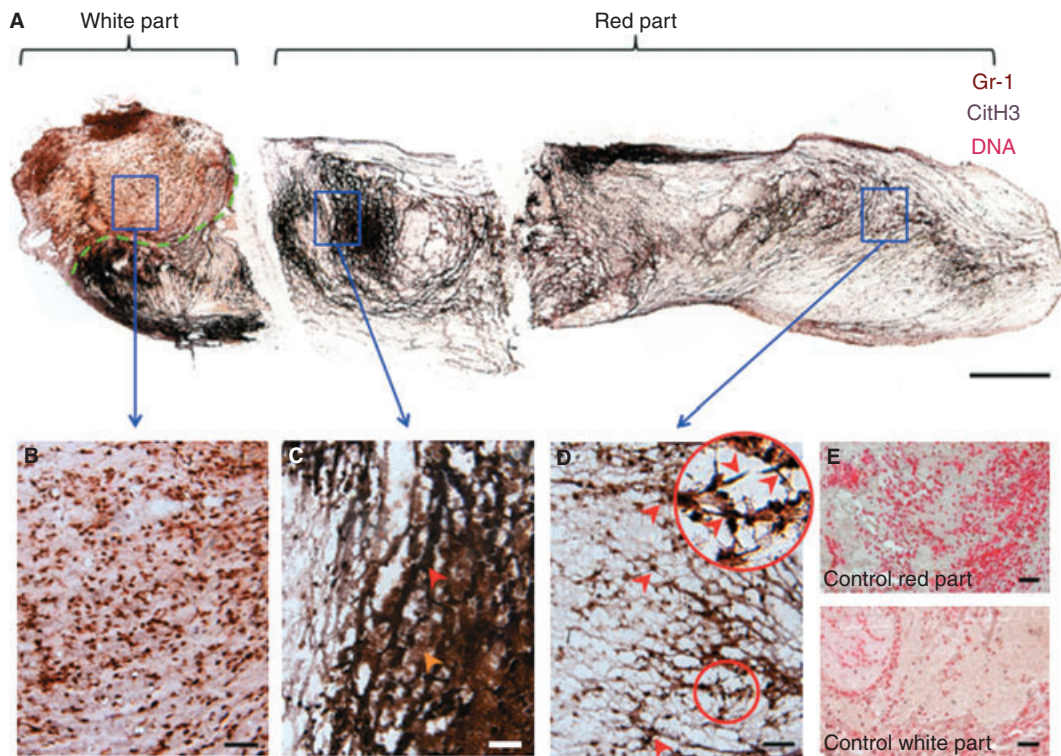 A
White part
Red part
Gr-1
CitH3
DNA
B
C
D
E
Control red part
Control white part